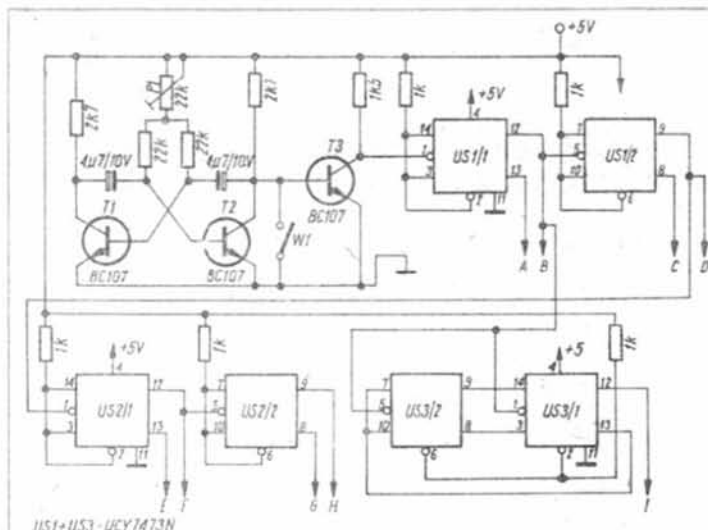 +5V
2k7
P1
22k
2k7
1k5
1k
+5V
1k
22k
22k
4µ7/10V
4µ7/10V
T3
4
14
1
3
US1/1
12
13
2
11
7
5
10
US1/2
9
8
6
T1
T2
BC107
W1
BC107
BC107
A
B
C
D
1k
+5V
1k
+5
1k
4
14
1
3
US2/1
12
13
2
11
7
5
10
US2/2
9
8
6
7
5
10
US3/2
9
8
6
4
14
1
3
US3/1
12
13
2
11
E
F
G
H
I
US1÷US3 - UCY7473N